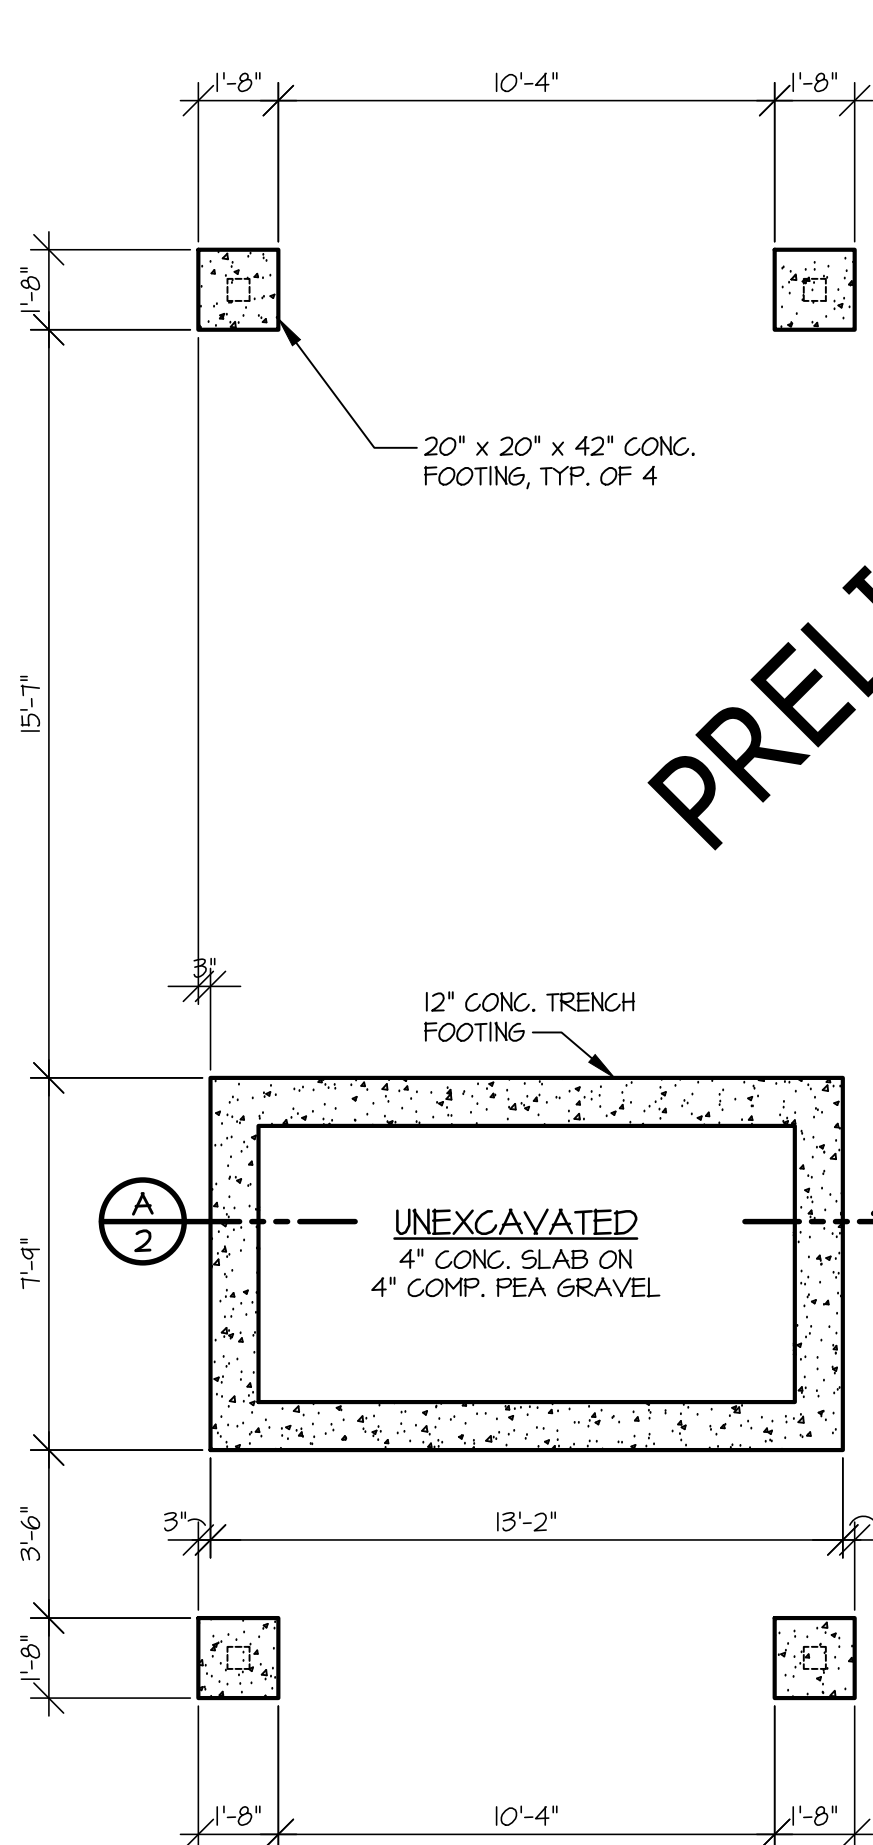 1'-8" 10'-4" 1'-8"
1'-8"
20" x 20" x 42" CONC.
FOOTING, TYP. OF 4
15'-7"
PRELI
3"
12" CONC. TRENCH
FOOTING
A
2
UNEXCAVATED
4" CONC. SLAB ON
4" COMP. PEA GRAVEL
7'-9"
3" 13'-2"
3'-6"
1'-8"
1'-8" 10'-4" 1'-8"